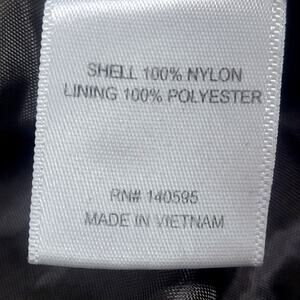 SHELL 100% NYLON
LINING 100% POLYESTER
RN# 140595
MADE IN VIETNAM